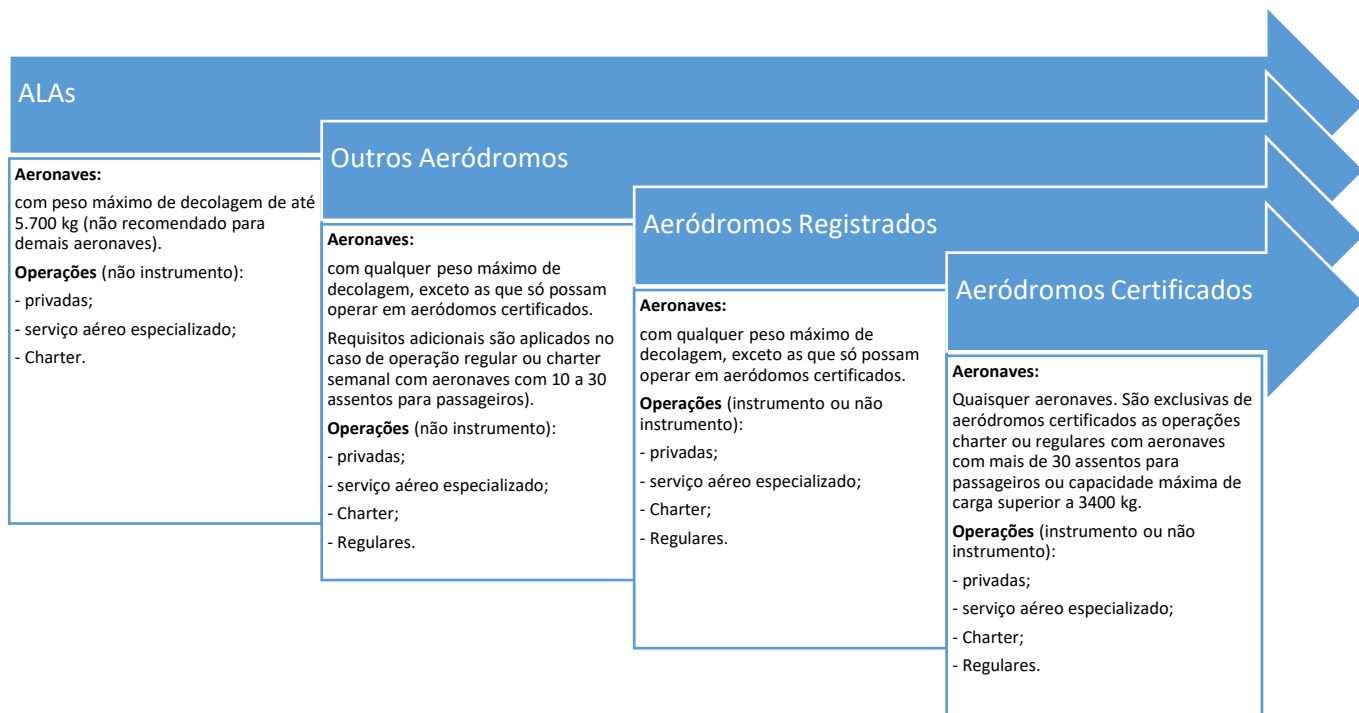 ALAs
Aeronaves:
com peso máximo de decolagem de até
5.700 kg (não recomendado para
demais aeronaves).
Operações (não instrumento):
- privadas;
- serviço aéreo especializado;
- Charter.
Outros Aeródromos
Aeronaves:
com qualquer peso máximo de
decolagem, exceto as que só possam
operar em aeródomos certificados.
Requisitos adicionais são aplicados no
caso de operação regular ou charter
semanal com aeronaves com 10 a 30
assentos para passageiros).
Operações (não instrumento):
- privadas;
- serviço aéreo especializado;
- Charter;
- Regulares.
Aeródromos Registrados
Aeronaves:
com qualquer peso máximo de
decolagem, exceto as que só possam
operar em aeródomos certificados.
Operações (instrumento ou não
instrumento):
- privadas;
- serviço aéreo especializado;
- Charter;
- Regulares.
Aeródromos Certificados
Aeronaves:
Quaisquer aeronaves. São exclusivas de
aeródromos certificados as operações
charter ou regulares com aeronaves
com mais de 30 assentos para
passageiros ou capacidade máxima de
carga superior a 3400 kg.
Operações (instrumento ou não
instrumento):
- privadas;
- serviço aéreo especializado;
- Charter;
- Regulares.